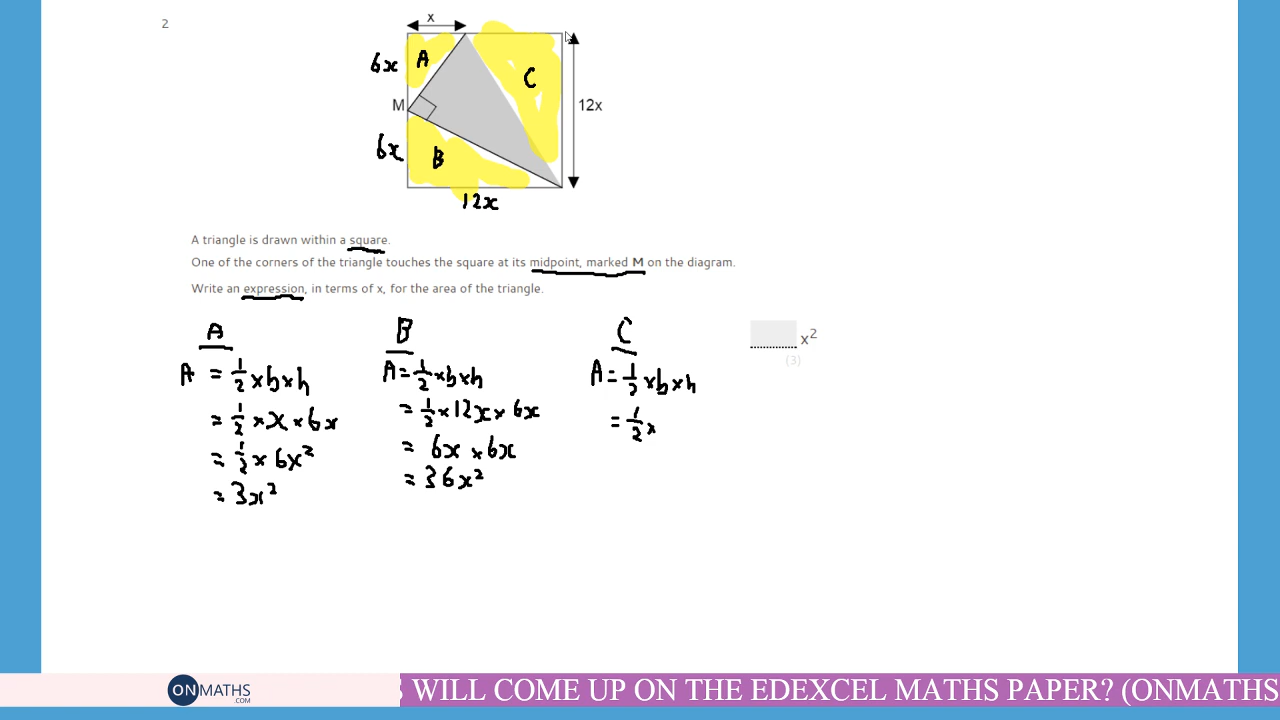 2
x
6x
A
C
M
12x
6x
B
12x
A triangle is drawn within a square.
One of the corners of the triangle touches the square at its midpoint, marked M on the diagram.
Write an expression, in terms of x, for the area of the triangle.
x²
(3)
A
A = 1/2 × b × h
= 1/2 × x × 6x
= 1/2 × 6x²
= 3x²
B
A = 1/2 × b × h
= 1/2 × 12x × 6x
= 6x × 6x
= 36x²
C
A = 1/2 × b × h
= 1/2 ×
ON MATHS
.COM
WILL COME UP ON THE EDEXCEL MATHS PAPER? (ONMATHS